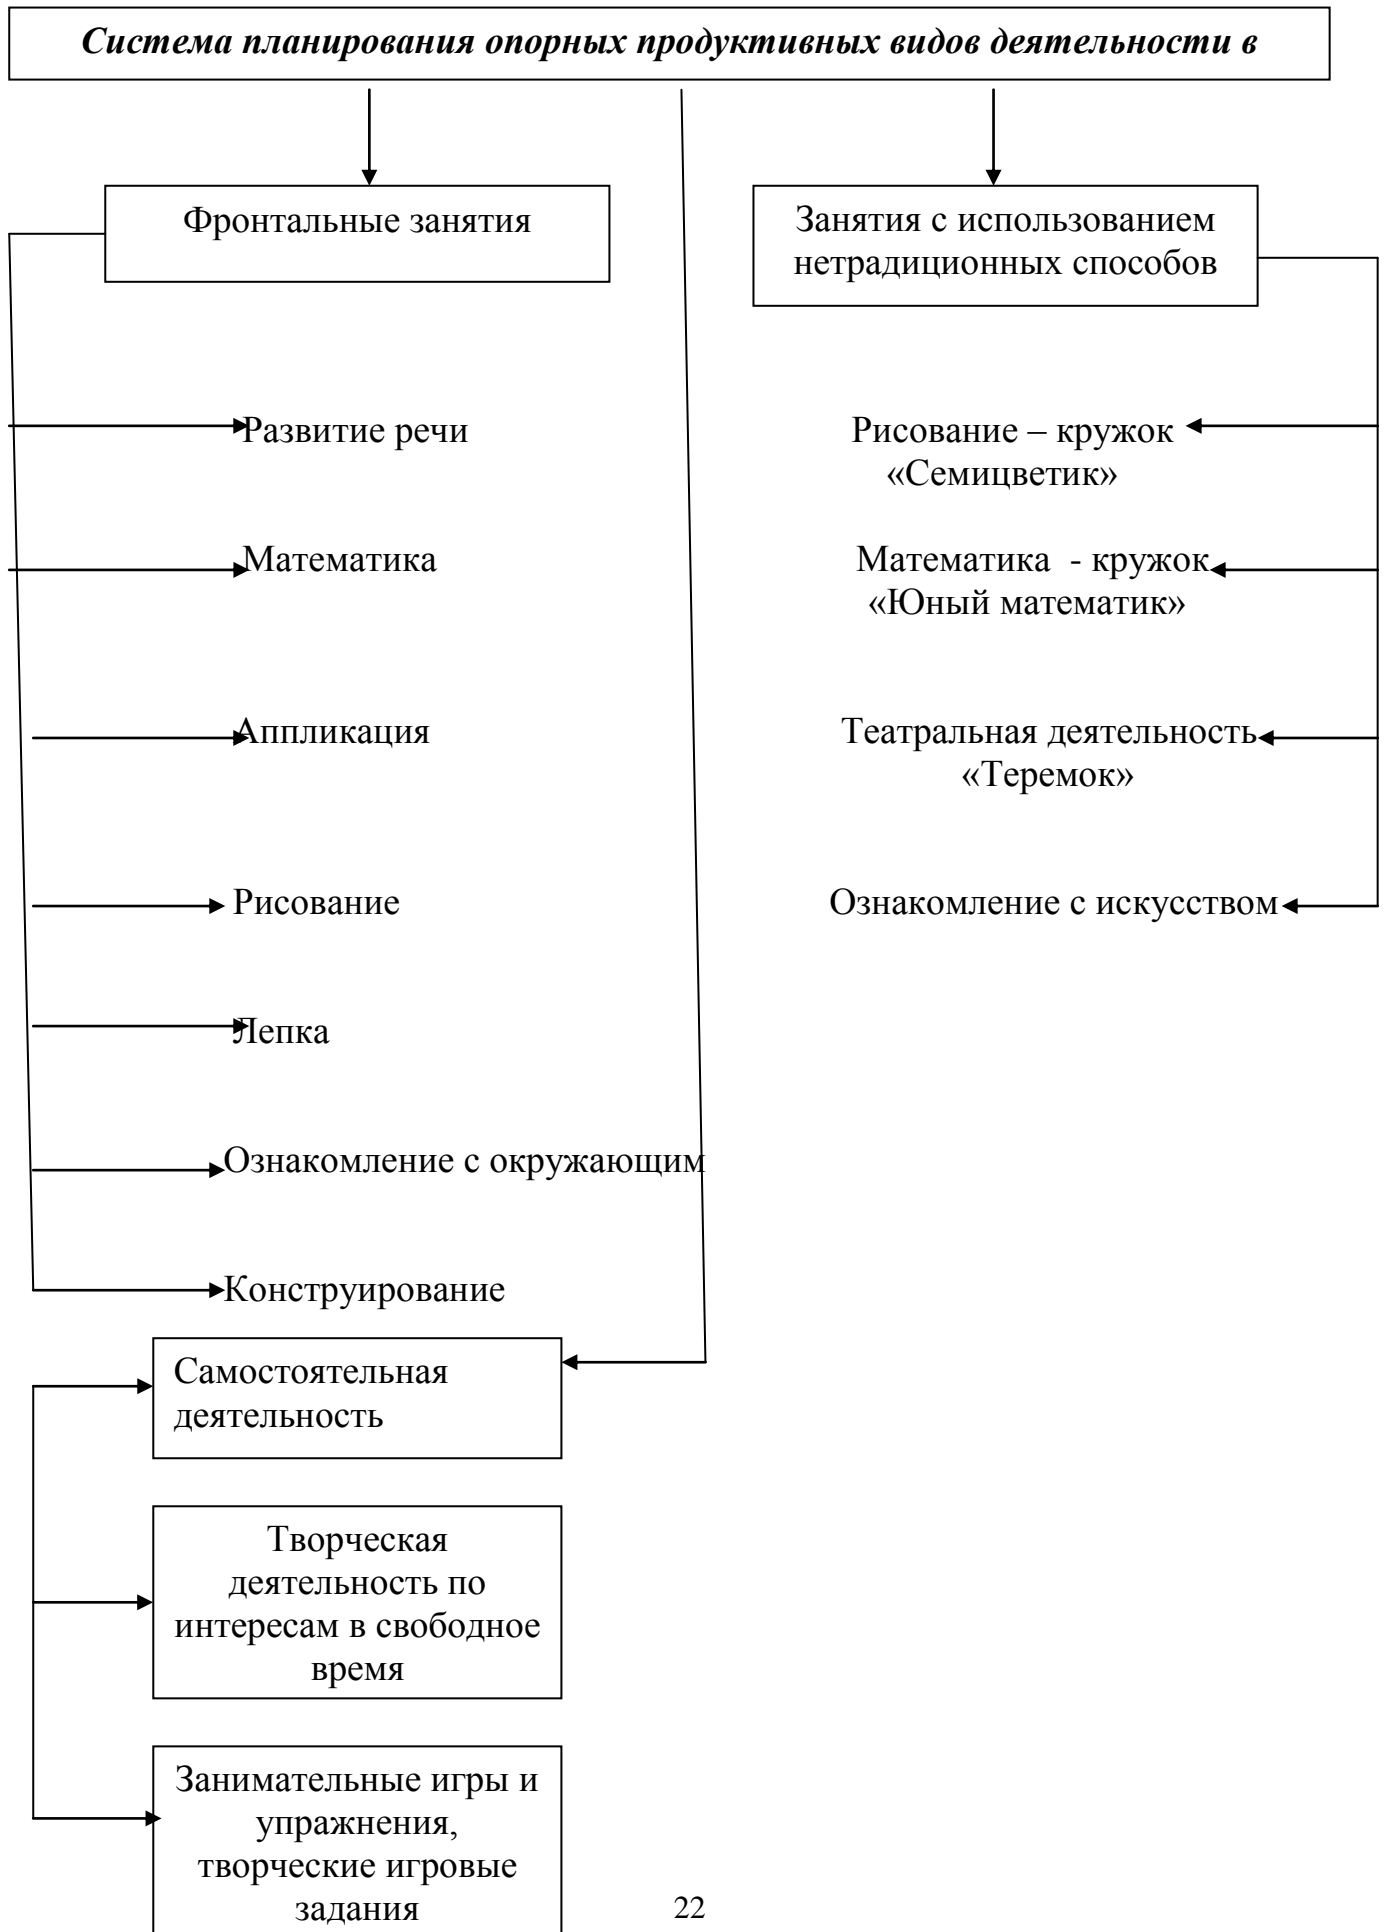 Система планирования опорных продуктивных видов деятельности в
Фронтальные занятия
Занятия с использованием
нетрадиционных способов
Развитие речи
Математика
Аппликация
Рисование
Лепка
Ознакомление с окружающим
Конструирование
Рисование – кружок
«Семицветик»
Математика - кружок
«Юный математик»
Театральная деятельность
«Теремок»
Ознакомление с искусством
Самостоятельная
деятельность
Творческая
деятельность по
интересам в свободное
время
Занимательные игры и
упражнения,
творческие игровые
задания
22